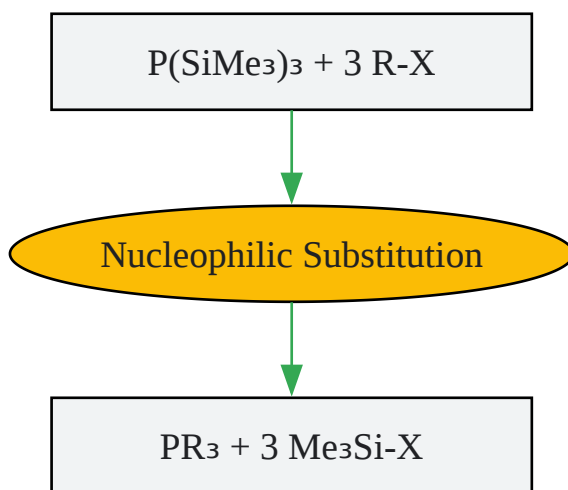 P(SiMe₃)₃ + 3 R-X
Nucleophilic Substitution
PR₃ + 3 Me₃Si-X